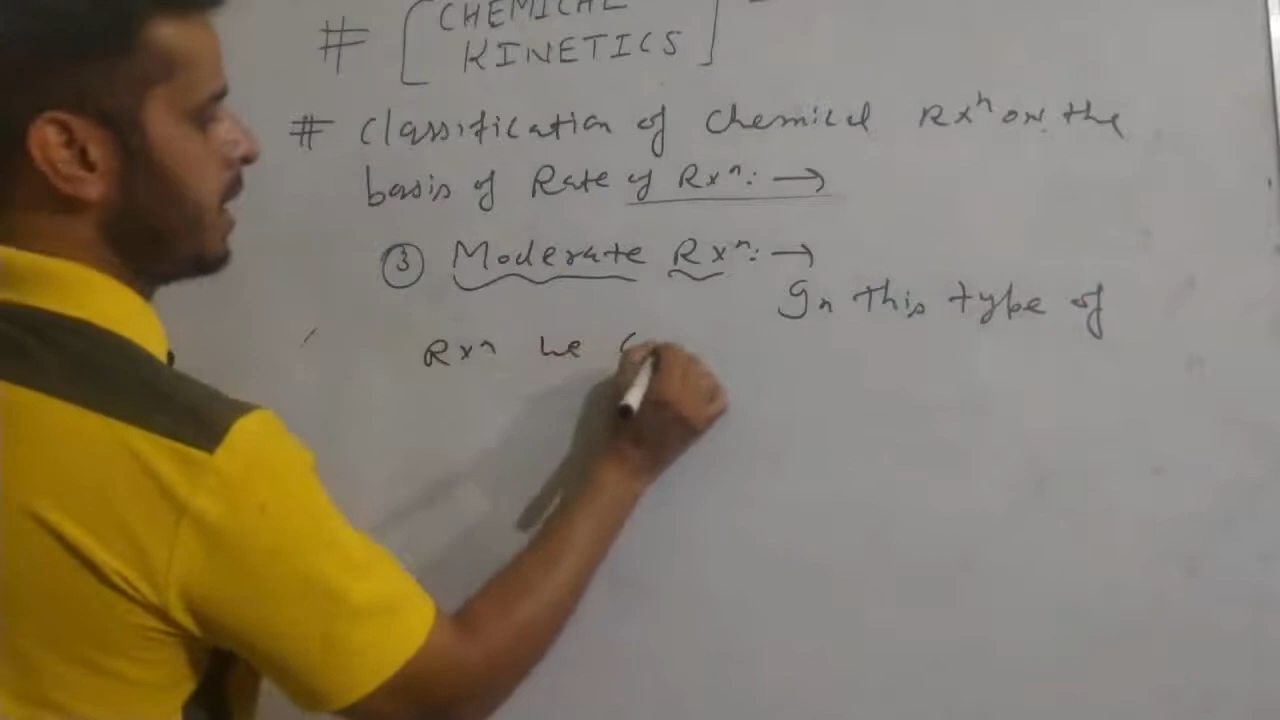 # [CHEMICAL
KINETICS]
# Classification of Chemical Rxⁿ on the
basis of Rate of Rxⁿ: →
③ Moderate Rxⁿ: →
In this type of
Rxⁿ we